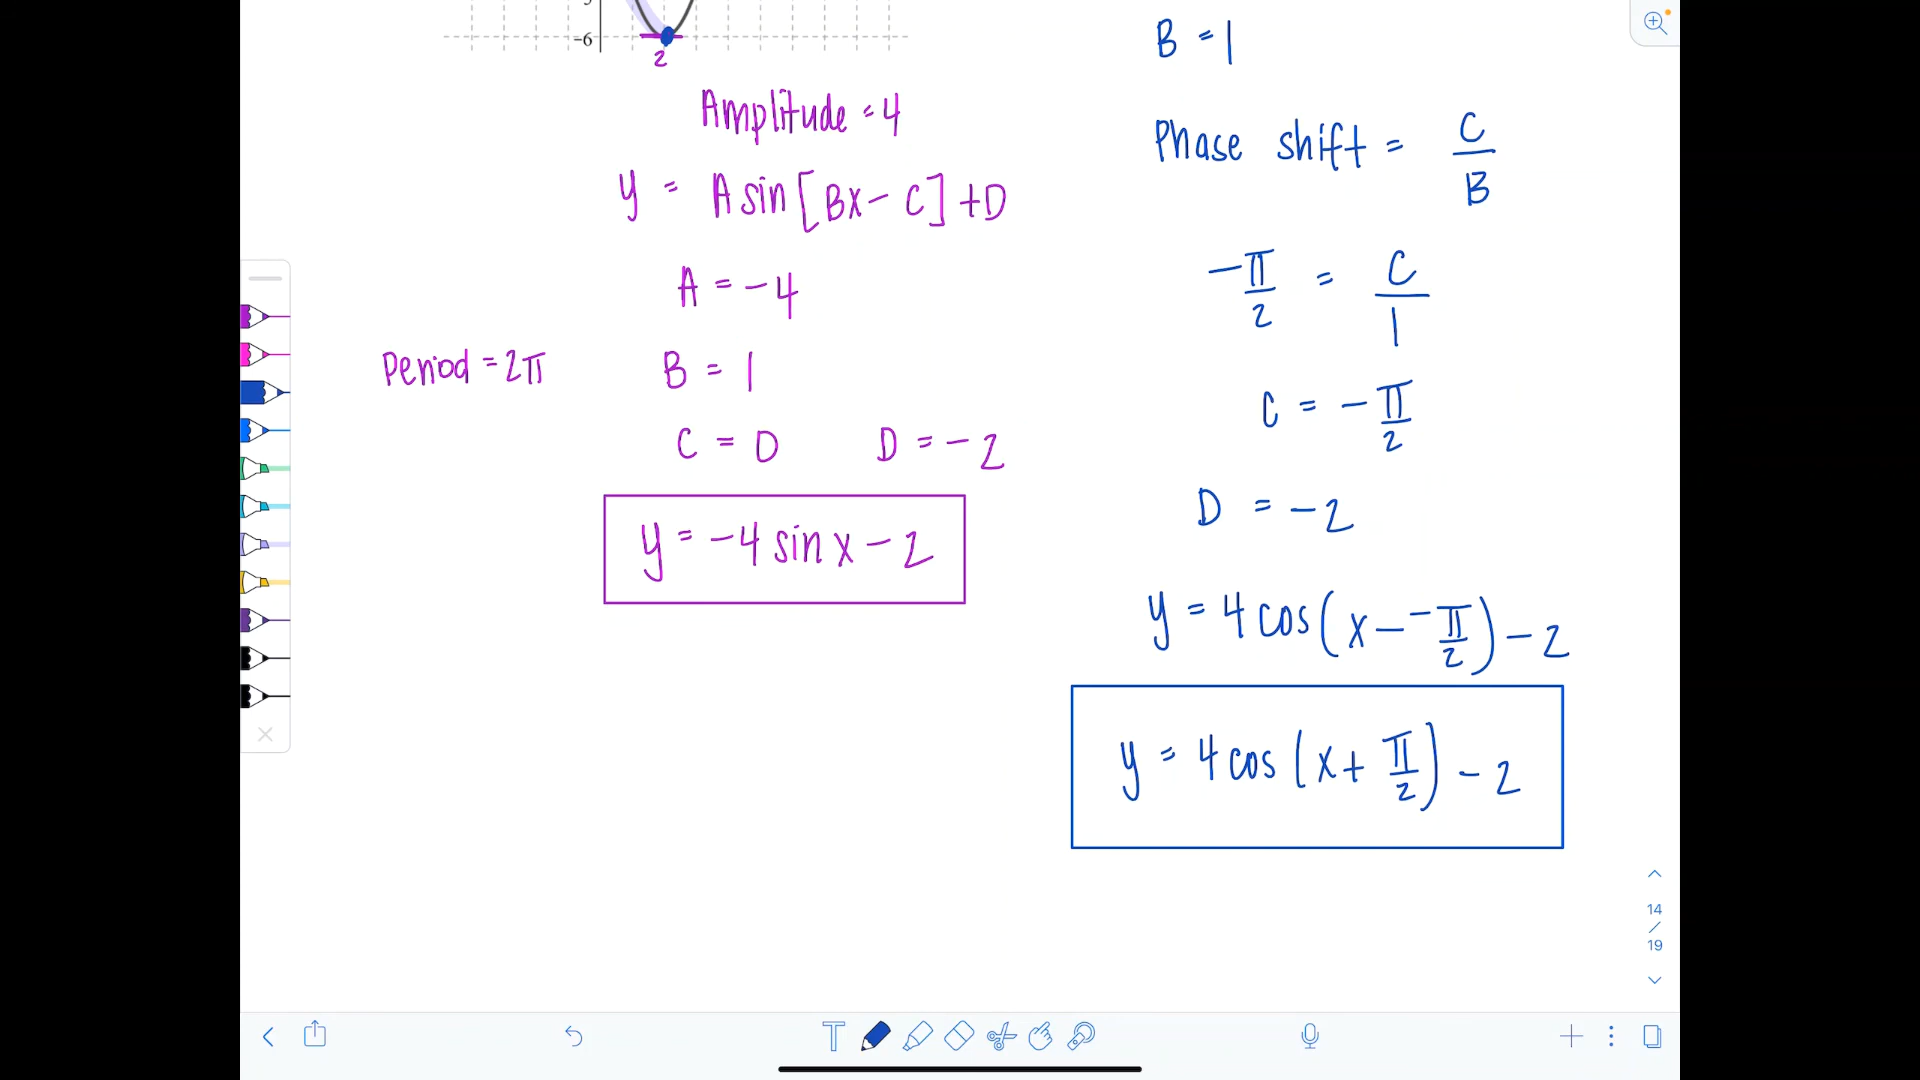 -6
2
Amplitude = 4
y = A sin [Bx - C] + D
A = -4
Period = 2π
B = 1
C = 0 D = -2
y = -4 sin x - 2
B = 1
Phase shift = C/B
-π/2 = C/1
C = -π/2
D = -2
y = 4 cos(x - -π/2) - 2
y = 4 cos(x + π/2) - 2
14
/
19
T